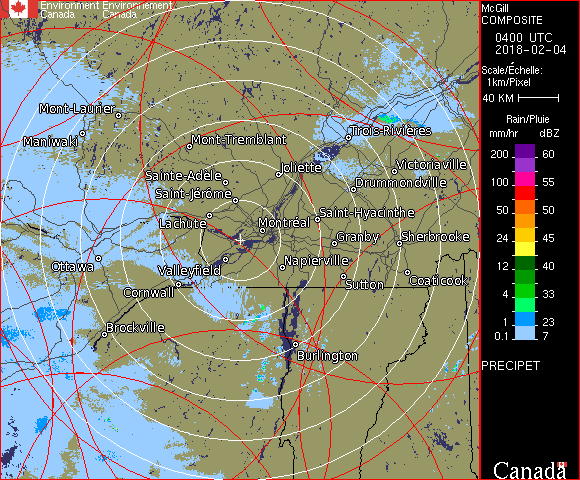 Environment Environnement
Canada Canada
McGill
COMPOSITE
0400 UTC
2018-02-04
Scale/Échelle:
1km/Pixel
40 KM
Rain/Pluie
mm/hr dBZ
200 60
100 55
50 50
24 45
12 40
4 33
1 23
0.1 7
PRECIPET
Canada
Mont-Laurier
Maniwaki
Mont-Tremblant
Trois-Rivières
Joliette
Victoriaville
Sainte-Adèle
Drummondville
Saint-Jérôme
Saint-Hyacinthe
Lachute
Montréal
Granby
Sherbrooke
Ottawa
Valleyfield
Napierville
Coaticook
Sutton
Cornwall
Brockville
Burlington